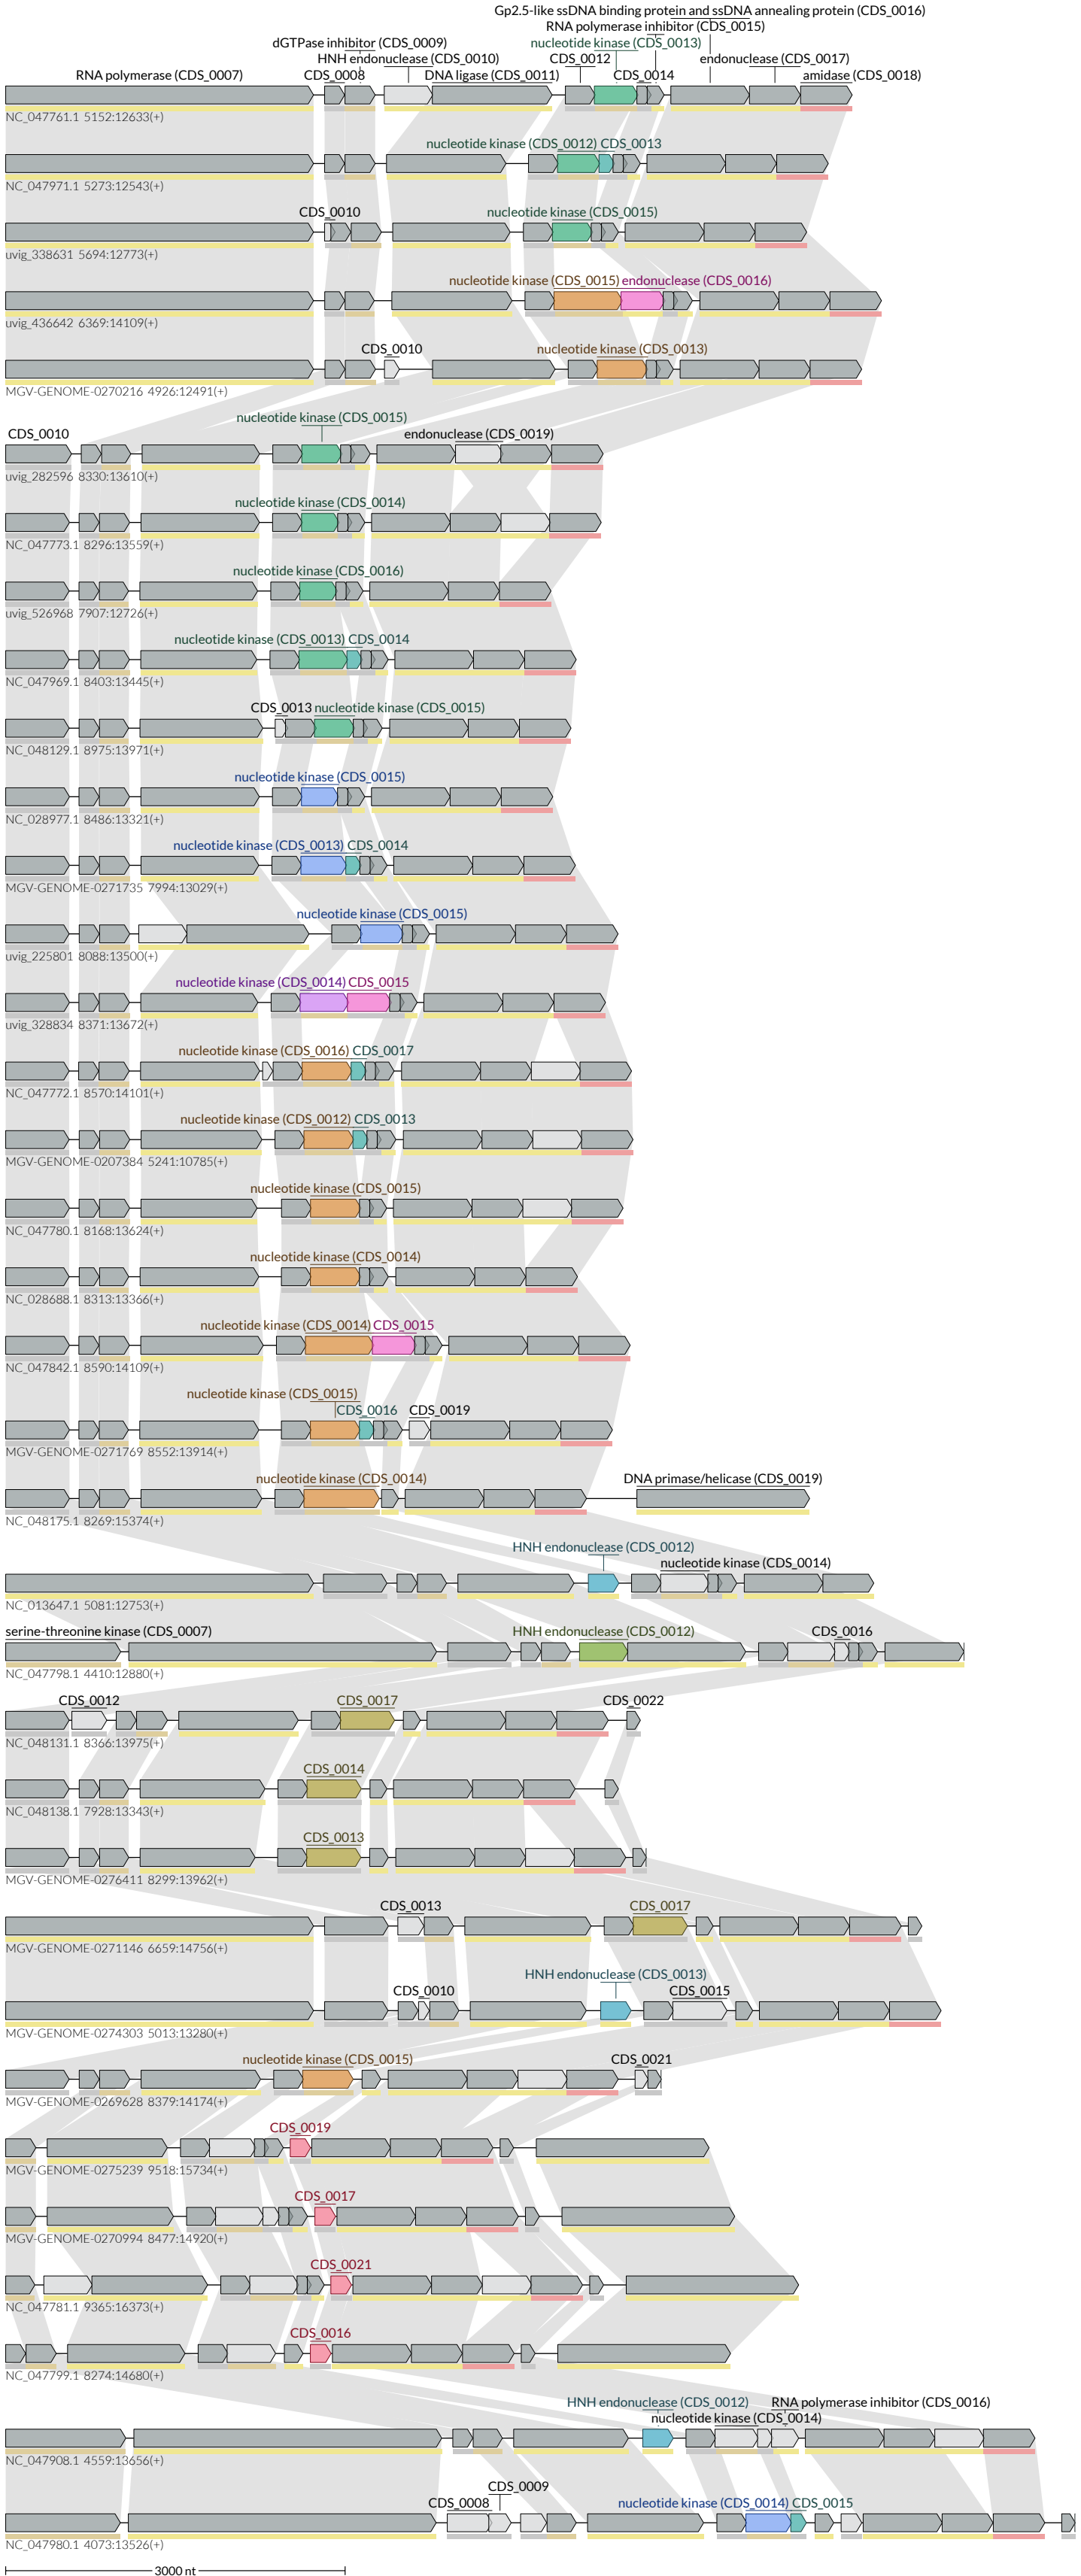 Gp2.5-like ssDNA binding protein and ssDNA annealing protein (CDS_0016)
RNA polymerase inhibitor (CDS_0015)
dGTPase inhibitor (CDS_0009) nucleotide kinase (CDS_0013)
HNH endonuclease (CDS_0010) CDS_0012 endonuclease (CDS_0017)
RNA polymerase (CDS_0007) CDS_0008 DNA ligase (CDS_0011) CDS_0014 amidase (CDS_0018)
NC_047761.1 5152:12633(+)
nucleotide kinase (CDS_0012) CDS_0013
NC_047971.1 5273:12543(+)
CDS_0010 nucleotide kinase (CDS_0015)
uvig_338631 5694:12773(+)
nucleotide kinase (CDS_0015) endonuclease (CDS_0016)
uvig_436642 6369:14109(+)
CDS_0010 nucleotide kinase (CDS_0013)
MGV-GENOME-0270216 4926:12491(+)
nucleotide kinase (CDS_0015)
CDS_0010 endonuclease (CDS_0019)
uvig_282596 8330:13610(+)
nucleotide kinase (CDS_0014)
NC_047773.1 8296:13559(+)
nucleotide kinase (CDS_0016)
uvig_526968 7907:12726(+)
nucleotide kinase (CDS_0013) CDS_0014
NC_047969.1 8403:13445(+)
CDS_0013 nucleotide kinase (CDS_0015)
NC_048129.1 8975:13971(+)
nucleotide kinase (CDS_0015)
NC_028977.1 8486:13321(+)
nucleotide kinase (CDS_0013) CDS_0014
MGV-GENOME-0271735 7994:13029(+)
nucleotide kinase (CDS_0015)
uvig_225801 8088:13500(+)
nucleotide kinase (CDS_0014) CDS_0015
uvig_328834 8371:13672(+)
nucleotide kinase (CDS_0016) CDS_0017
NC_047772.1 8570:14101(+)
nucleotide kinase (CDS_0012) CDS_0013
MGV-GENOME-0207384 5241:10785(+)
nucleotide kinase (CDS_0015)
NC_047780.1 8168:13624(+)
nucleotide kinase (CDS_0014)
NC_028688.1 8313:13366(+)
nucleotide kinase (CDS_0014) CDS_0015
NC_047842.1 8590:14109(+)
nucleotide kinase (CDS_0015)
CDS_0016 CDS_0019
MGV-GENOME-0271769 8552:13914(+)
nucleotide kinase (CDS_0014) DNA primase/helicase (CDS_0019)
NC_048175.1 8269:15374(+)
HNH endonuclease (CDS_0012)
nucleotide kinase (CDS_0014)
NC_013647.1 5081:12753(+)
serine-threonine kinase (CDS_0007) HNH endonuclease (CDS_0012) CDS_0016
NC_047798.1 4410:12880(+)
CDS_0012 CDS_0017 CDS_0022
NC_048131.1 8366:13975(+)
CDS_0014
NC_048138.1 7928:13343(+)
CDS_0013
MGV-GENOME-0276411 8299:13962(+)
CDS_0013 CDS_0017
MGV-GENOME-0271146 6659:14756(+)
HNH endonuclease (CDS_0013)
CDS_0010 CDS_0015
MGV-GENOME-0274303 5013:13280(+)
nucleotide kinase (CDS_0015) CDS_0021
MGV-GENOME-0269628 8379:14174(+)
CDS_0019
MGV-GENOME-0275239 9518:15734(+)
CDS_0017
MGV-GENOME-0270994 8477:14920(+)
CDS_0021
NC_047781.1 9365:16373(+)
CDS_0016
NC_047799.1 8274:14680(+)
HNH endonuclease (CDS_0012) RNA polymerase inhibitor (CDS_0016)
nucleotide kinase (CDS_0014)
NC_047908.1 4559:13656(+)
CDS_0009
CDS_0008 nucleotide kinase (CDS_0014) CDS_0015
NC_047980.1 4073:13526(+)
3000 nt